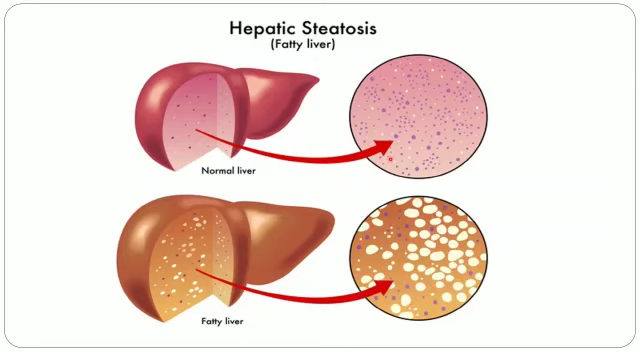 Hepatic Steatosis
(Fatty liver)
Normal liver
Fatty liver